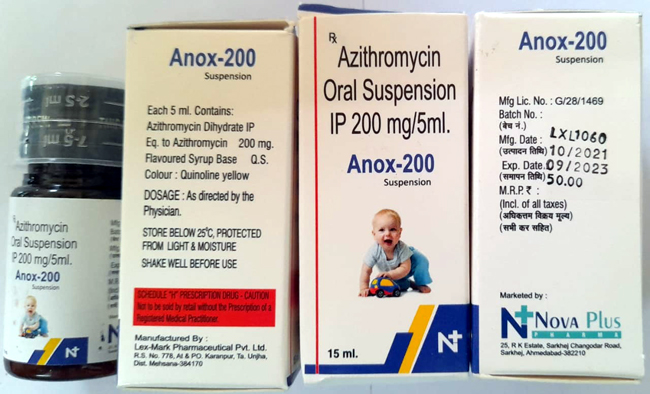 2-5 ml
7-5 ml
Rx
Azithromycin
Oral Suspension
IP 200 mg/5ml.
Anox-200
Suspension
N
Anox-200
Suspension
Each 5 ml. Contains:
Azithromycin Dihydrate IP
Eq. to Azithromycin 200 mg.
Flavoured Syrup Base Q.S.
Colour : Quinoline yellow
DOSAGE : As directed by the
Physician.
STORE BELOW 25°C, PROTECTED
FROM LIGHT & MOISTURE
SHAKE WELL BEFORE USE
SCHEDULE "H" PRESCRIPTION DRUG - CAUTION
Not to be sold by retail without the Prescription of a
Registered Medical Practitioner.
Manufactured By :
Lex-Mark Pharmaceutical Pvt. Ltd.
R.S. No. 778, At & PO. Karanpur, Ta. Unjha,
Dist. Mehsana-384170
Rx
Azithromycin
Oral Suspension
IP 200 mg/5ml.
Anox-200
Suspension
15 ml.
N
Anox-200
Suspension
Mfg Lic. No. : G/28/1469
Batch No. :
(बेच नं.) LXL1060
Mfg. Date :
(उत्पादन तिथि) 10/2021
Exp. Date. 09/2023
(समापन तिथि) 50.00
M.R.P. ₹ :
(Incl. of all taxes)
(अधिकतम विक्रय मूल्य)
(सभी कर सहित)
Marketed by :
N Nova Plus
PHARMA
25, R K Estate, Sarkhej Changodar Road,
Sarkhej, Ahmedabad-382210